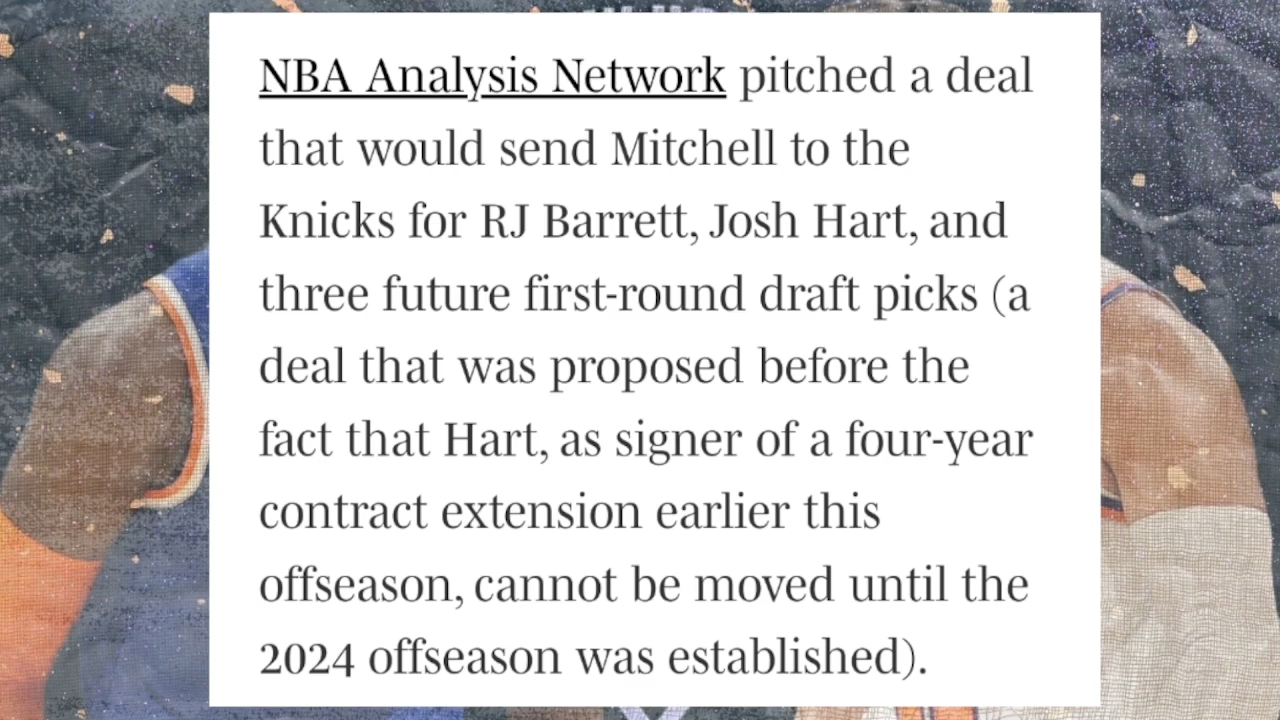 NBA Analysis Network pitched a deal
that would send Mitchell to the
Knicks for RJ Barrett, Josh Hart, and
three future first-round draft picks (a
deal that was proposed before the
fact that Hart, as signer of a four-year
contract extension earlier this
offseason, cannot be moved until the
2024 offseason was established).